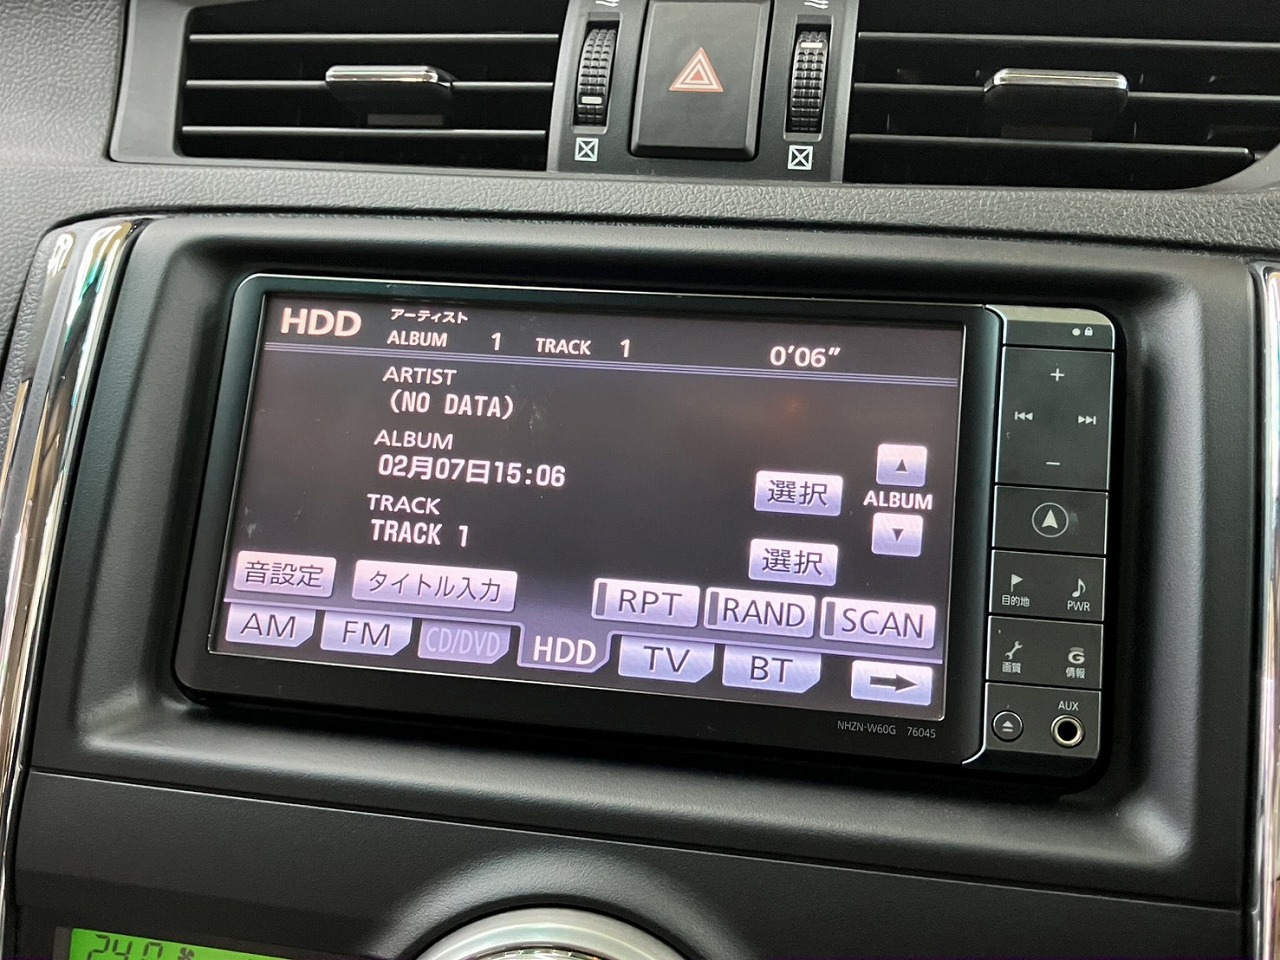 HDD
アーティスト
ALBUM 1 TRACK 1 0'06"
ARTIST
(NO DATA)
ALBUM
02月07日15:06
TRACK
TRACK 1
選択
選択
ALBUM
音設定 タイトル入力 RPT RAND SCAN
AM FM CD/DVD HDD TV BT
NHZN-W60G 76045
+
−
目的地 PWR
画質 G情報
AUX
24.0